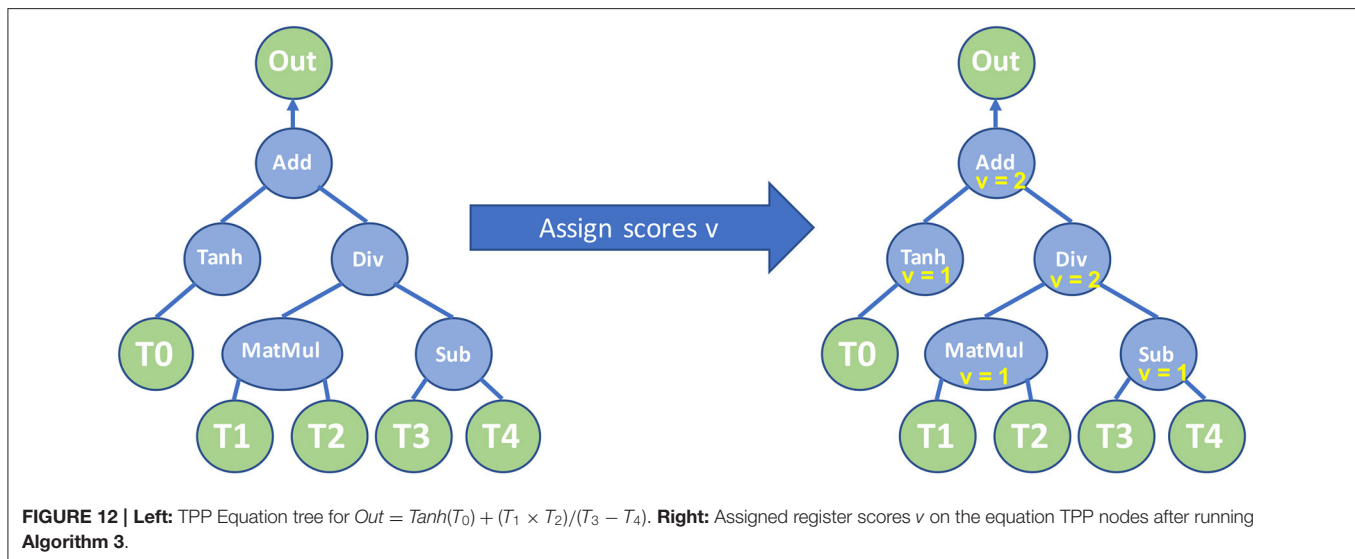 Out
Add
Tanh
Div
T0
MatMul
Sub
T1
T2
T3
T4
Assign scores v
Out
Add
v = 2
Tanh
v = 1
Div
v = 2
T0
MatMul
v = 1
Sub
v = 1
T1
T2
T3
T4
FIGURE 12 | Left: TPP Equation tree for Out = Tanh(T₀) + (T₁ × T₂)/(T₃ − T₄). Right: Assigned register scores v on the equation TPP nodes after running
Algorithm 3.